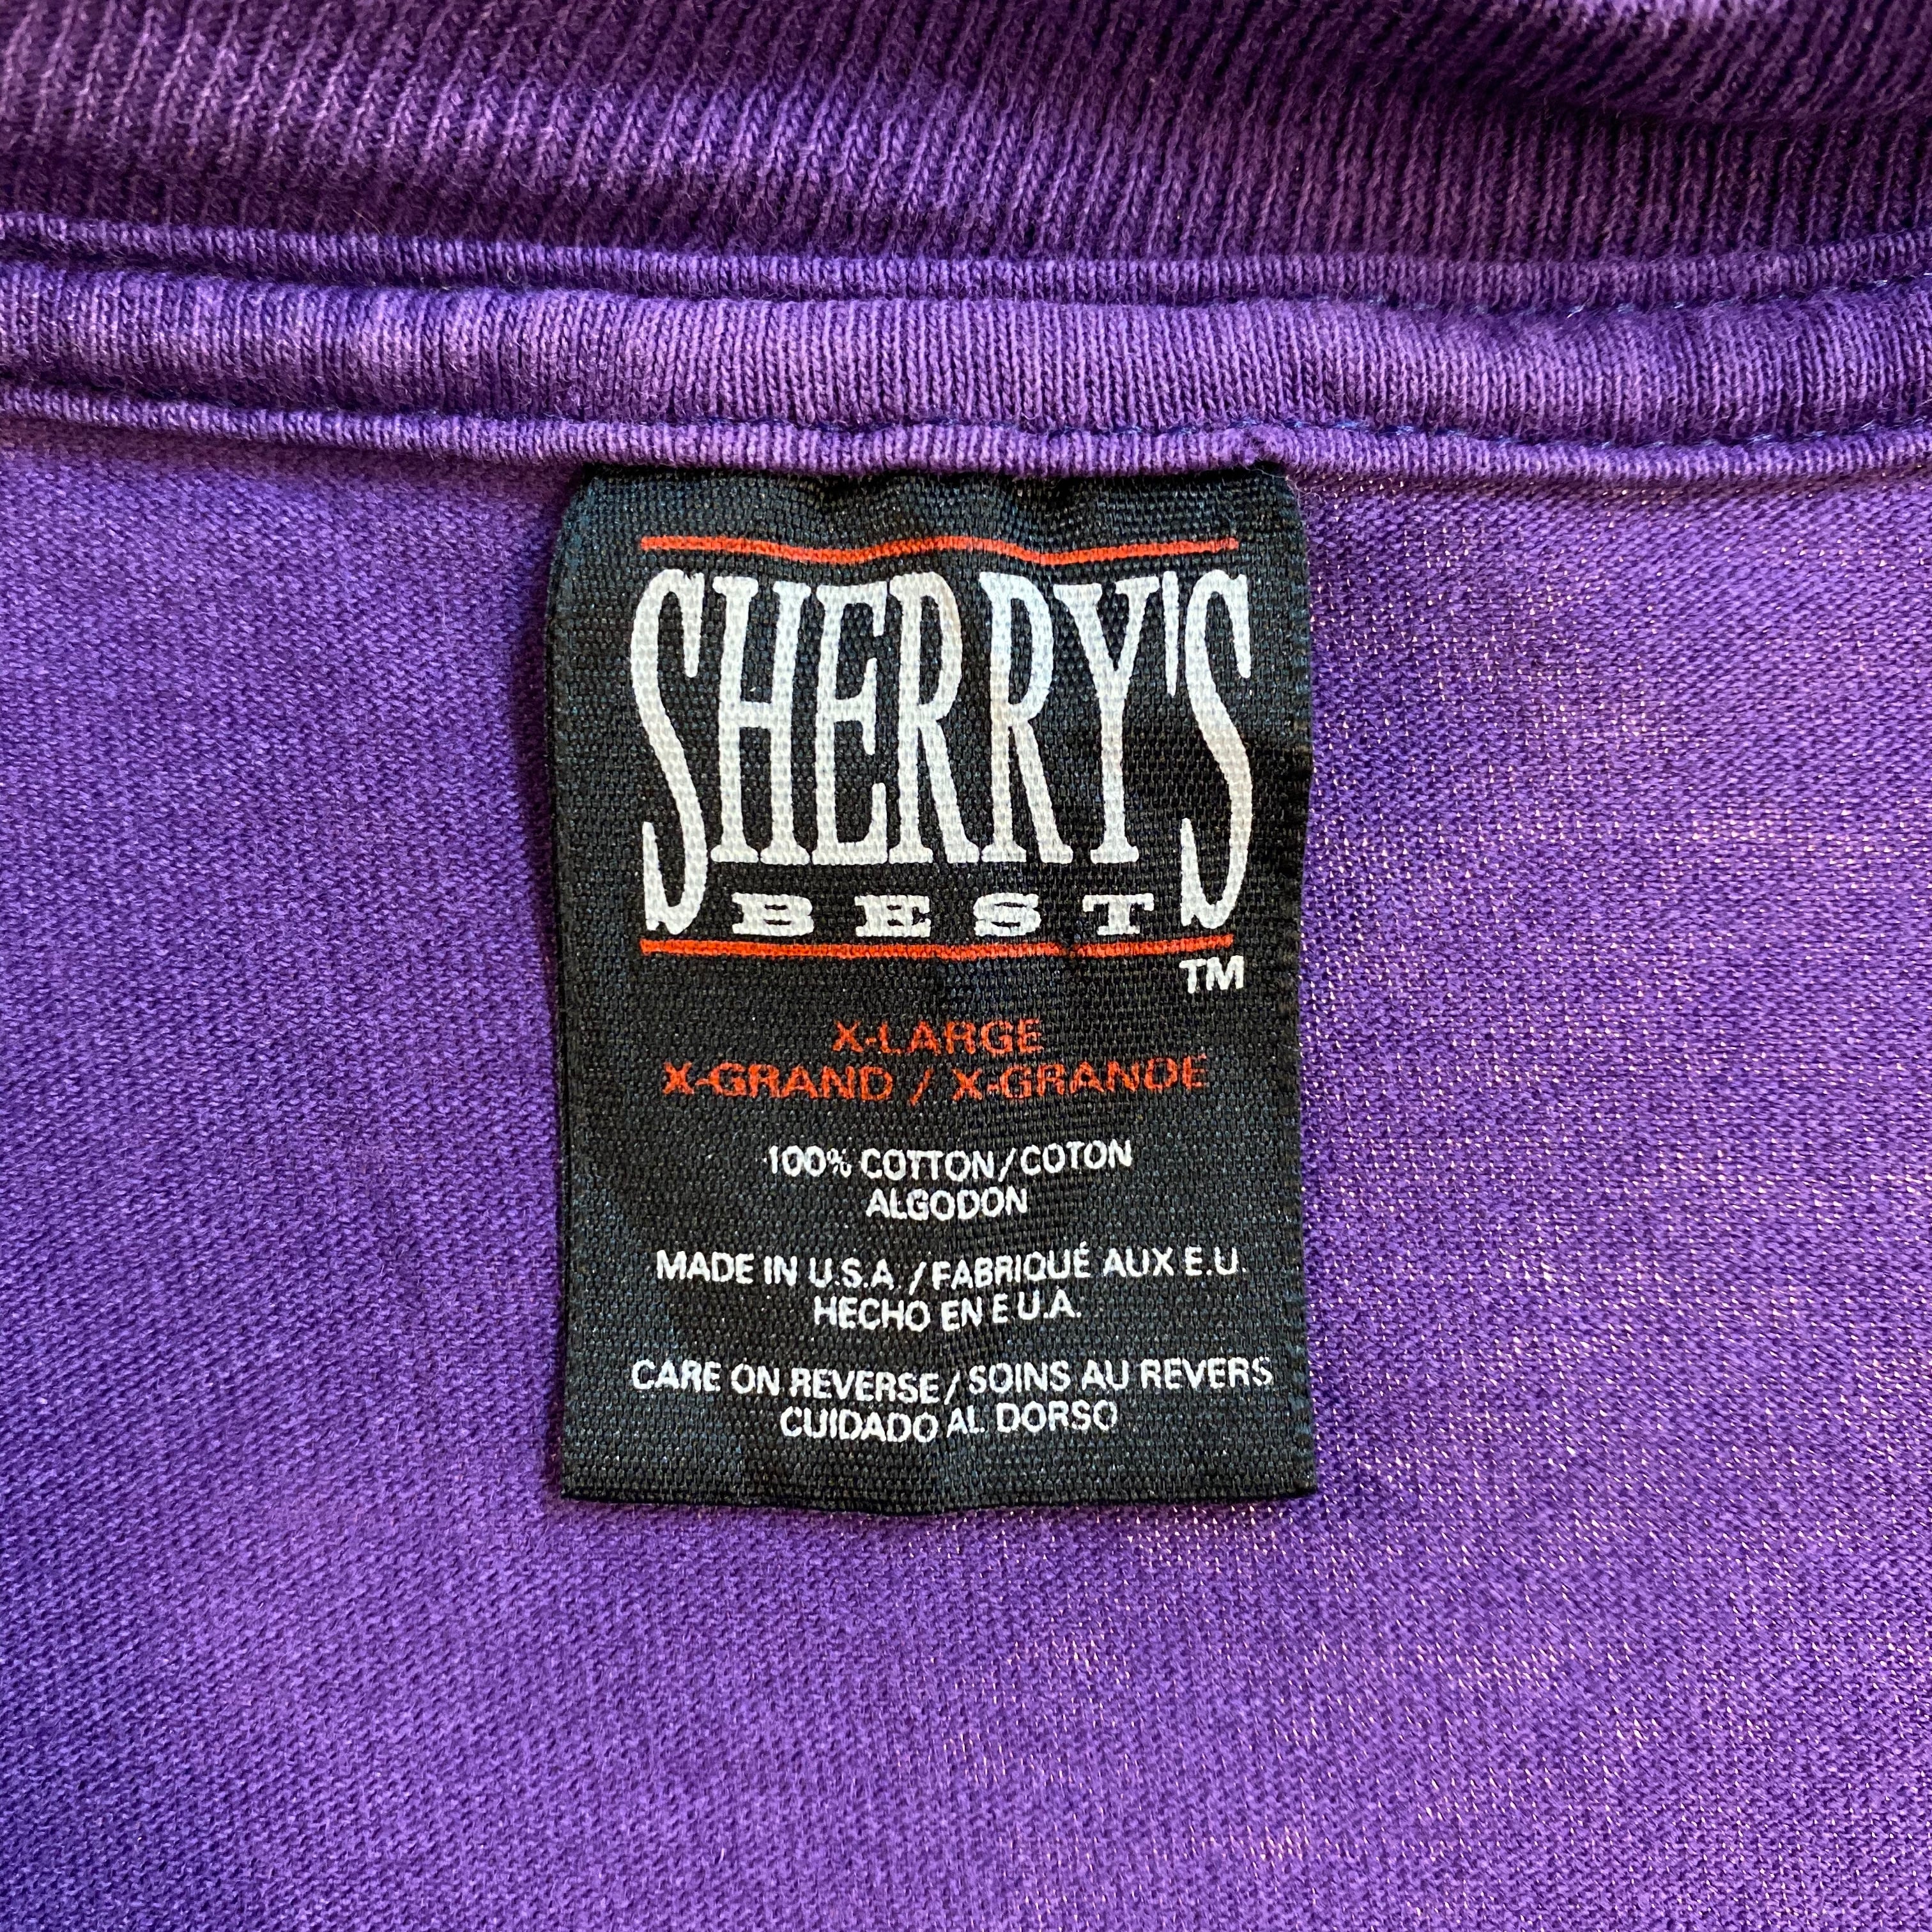 SHERRY'S
BEST
TM
X-LARGE
X-GRAND / X-GRANDE
100% COTTON/COTON
ALGODON
MADE IN U.S.A./FABRIQUÉ AUX E.U.
HECHO EN E.U.A.
CARE ON REVERSE/SOINS AU REVERS
CUIDADO AL DORSO